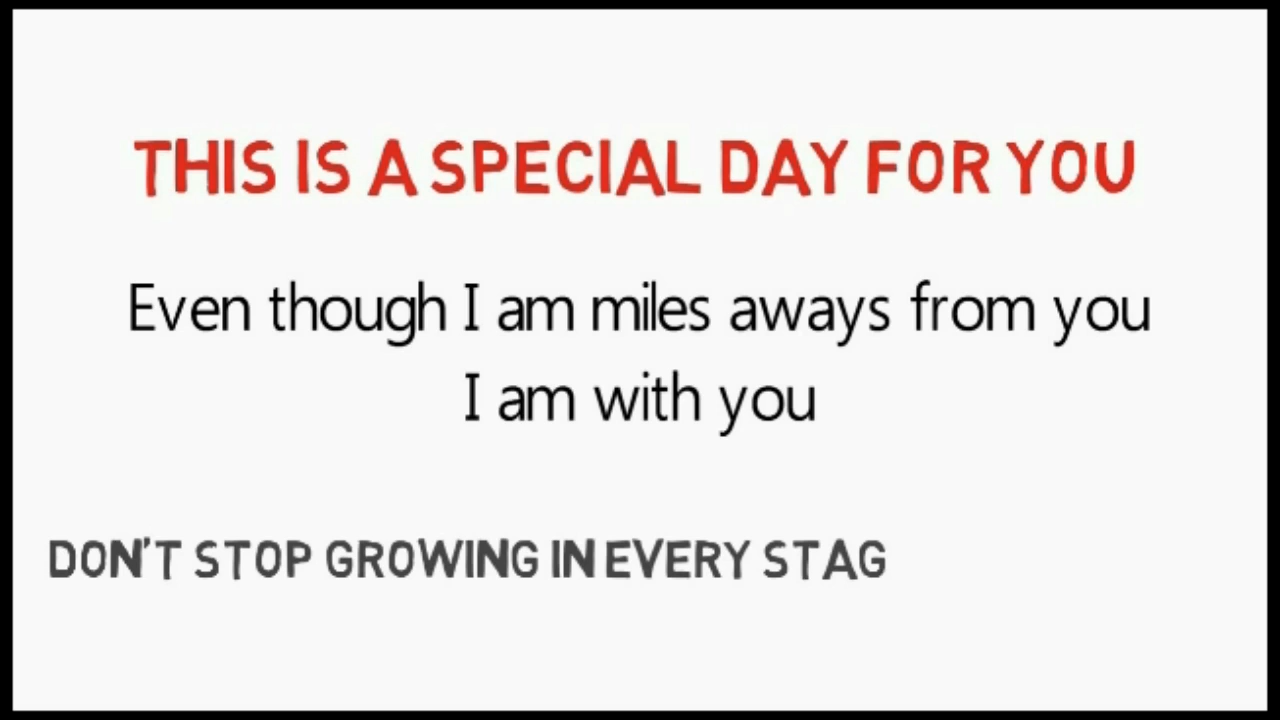 THIS IS A SPECIAL DAY FOR YOU
Even though I am miles aways from you
I am with you
DON'T STOP GROWING IN EVERY STAG